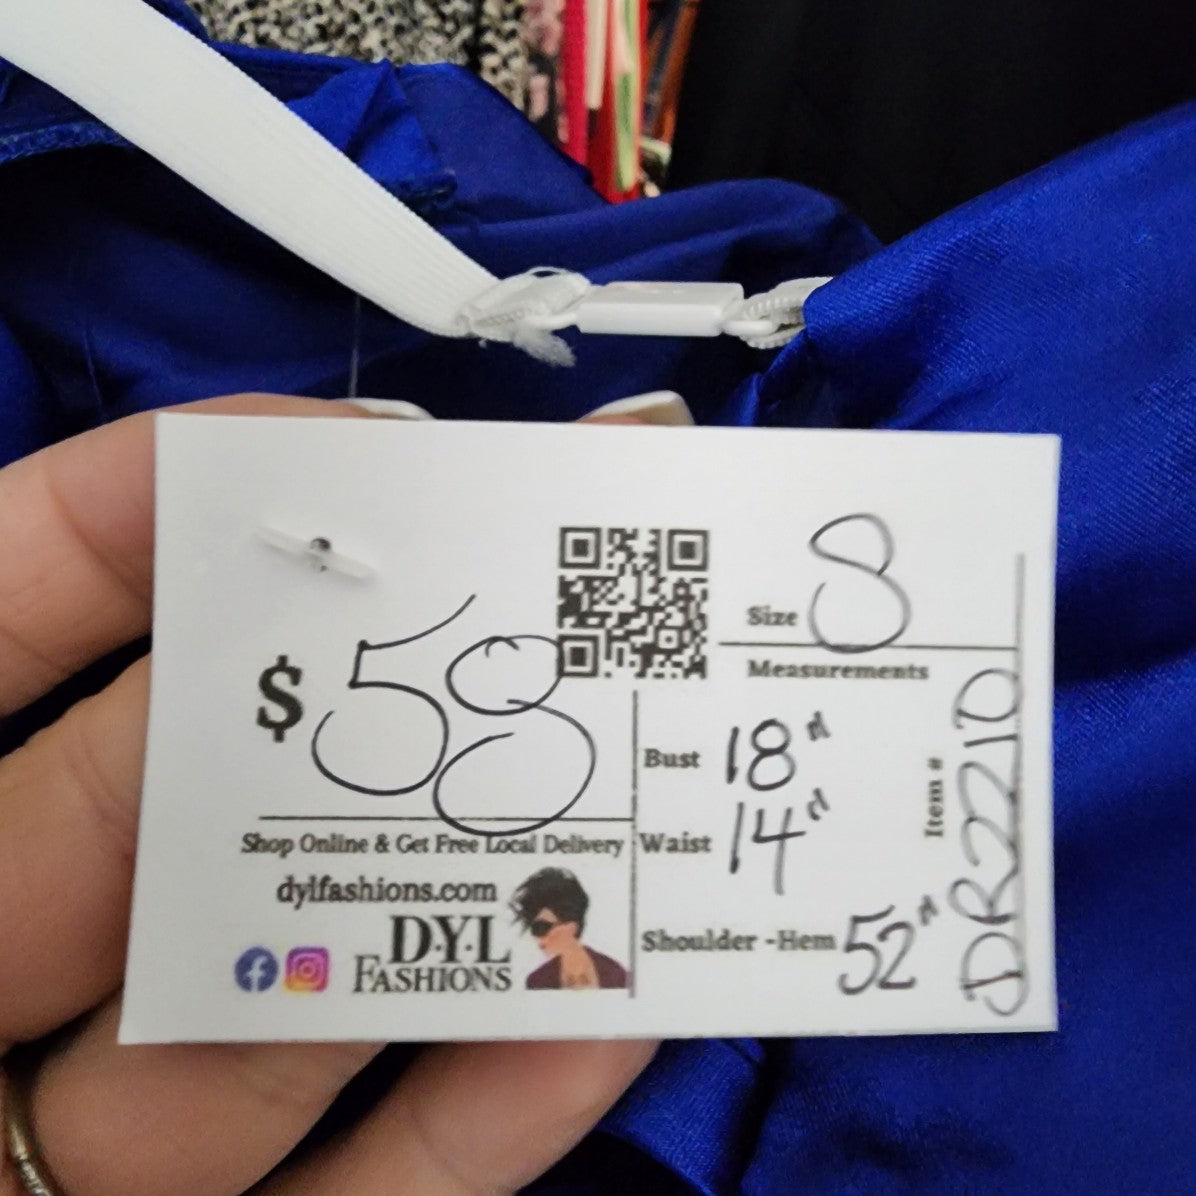 $ 58
Shop Online & Get Free Local Delivery
dylfashions.com
D·Y·L
FASHIONS
Size 8
Measurements
Bust 18"
Waist 14"
Shoulder -Hem 52"
Item # DR2210